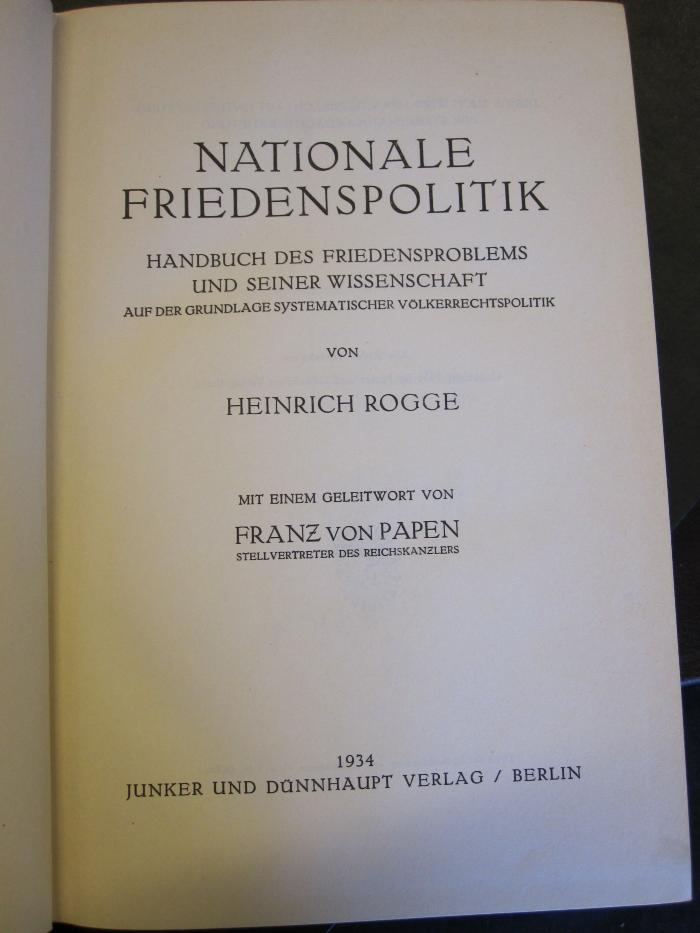 NATIONALE
FRIEDENSPOLITIK
HANDBUCH DES FRIEDENSPROBLEMS
UND SEINER WISSENSCHAFT
AUF DER GRUNDLAGE SYSTEMATISCHER VÖLKERRECHTSPOLITIK
VON
HEINRICH ROGGE
MIT EINEM GELEITWORT VON
FRANZ VON PAPEN
STELLVERTRETER DES REICHSKANZLERS
1934
JUNKER UND DÜNNHAUPT VERLAG / BERLIN